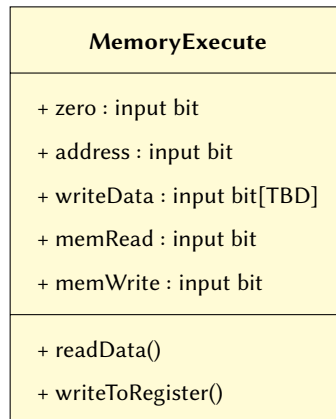 MemoryExecute
+ zero : input bit
+ address : input bit
+ writeData : input bit[TBD]
+ memRead : input bit
+ memWrite : input bit
+ readData()
+ writeToRegister()